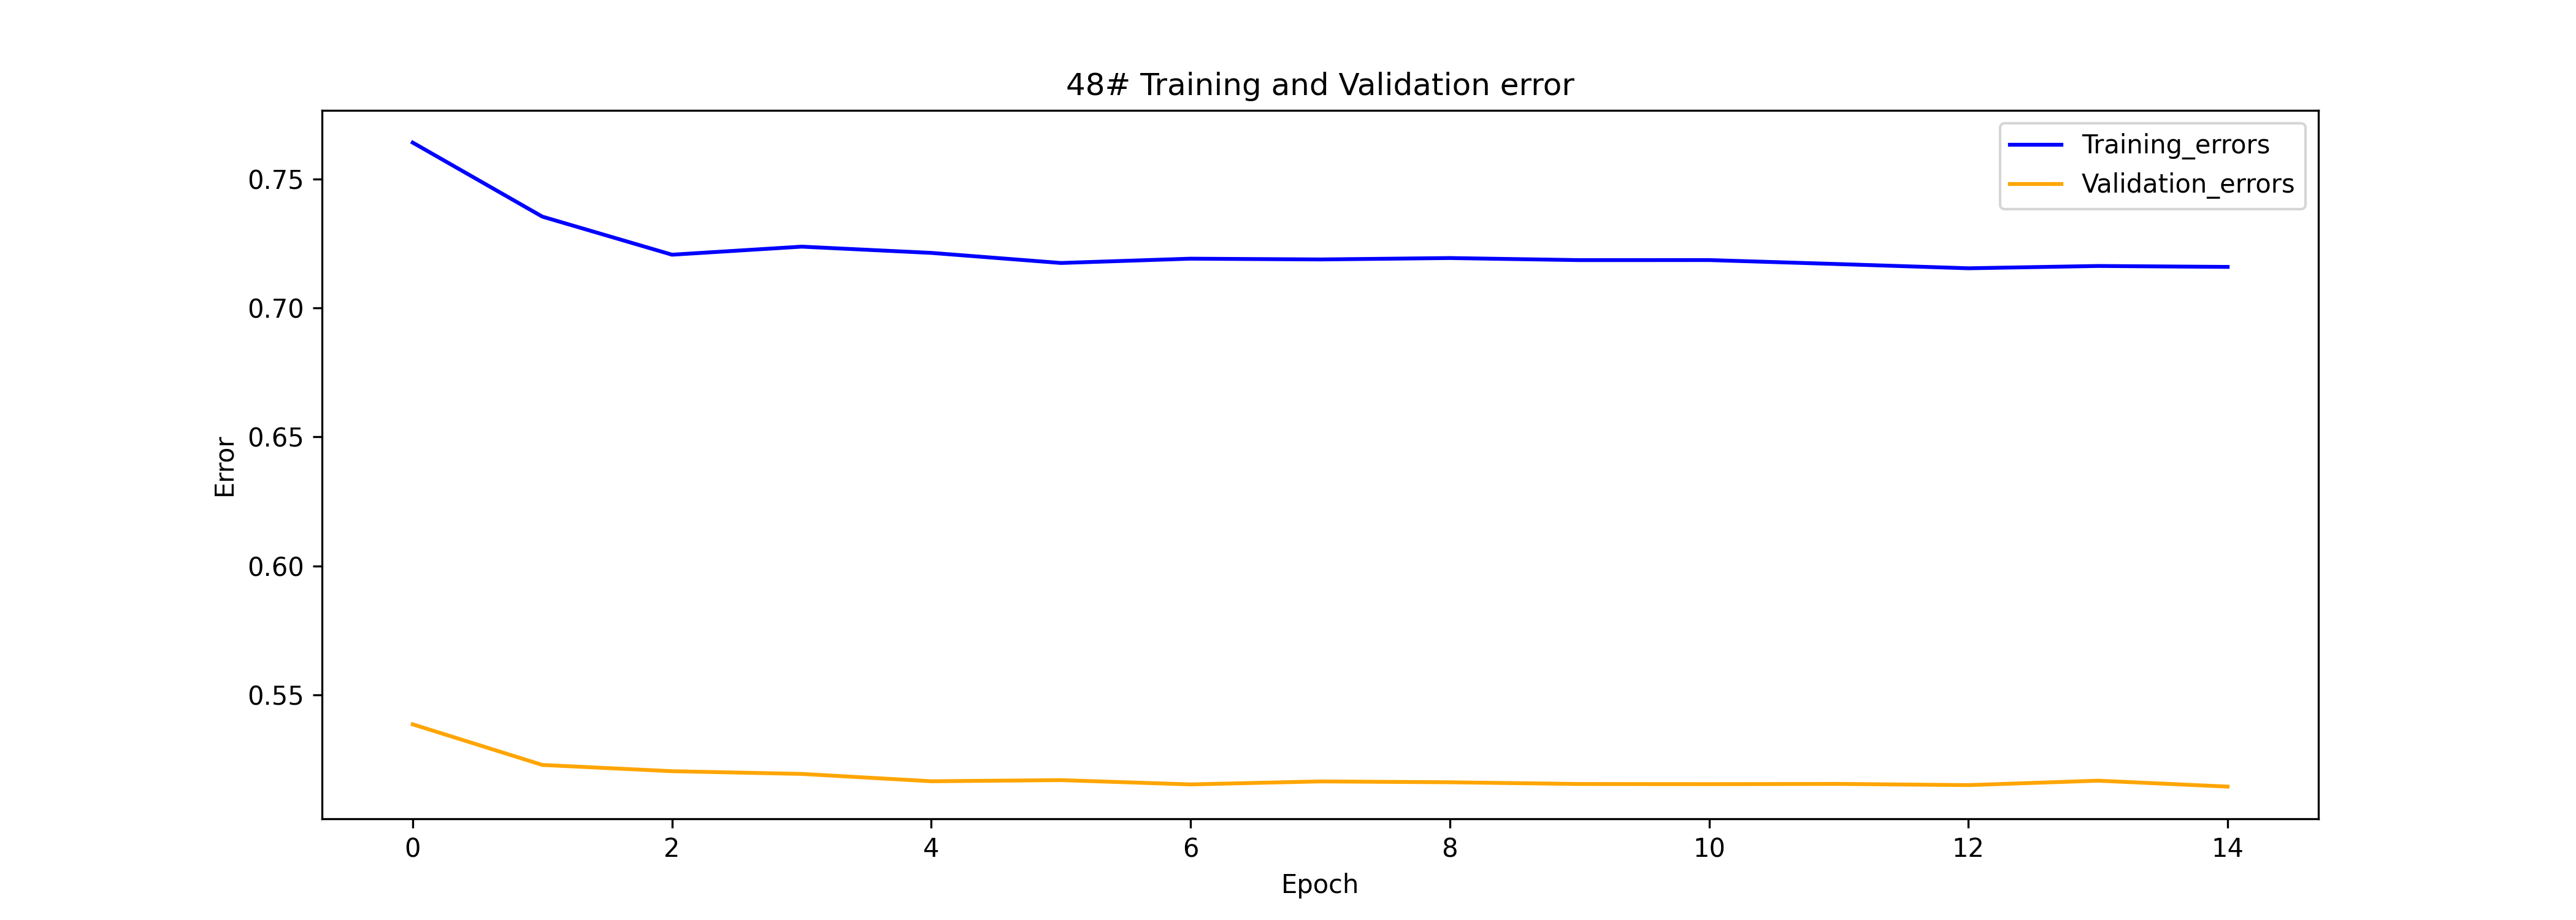 48# Training and Validation error
Training_errors
Validation_errors
0.75
0.70
0.65
0.60
0.55
Error
0
2
4
6
8
10
12
14
Epoch